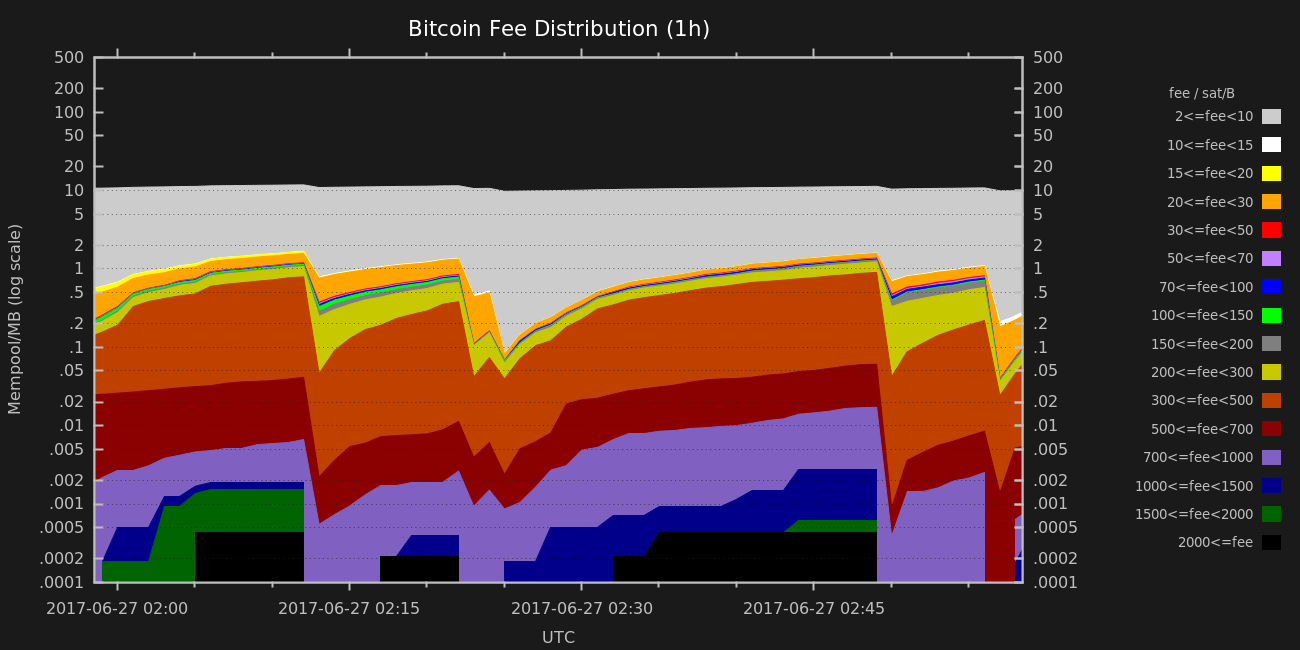 Bitcoin Fee Distribution (1h)
500 500
200 200
100 100
50 50
20 20
10 10
5 5
2 2
1 1
.5 .5
.2 .2
.1 .1
.05 .05
.02 .02
.01 .01
.005 .005
.002 .002
.001 .001
.0005 .0005
.0002 .0002
.0001 .0001
Mempool/MB (log scale)
2017-06-27 02:00 2017-06-27 02:15 2017-06-27 02:30 2017-06-27 02:45
UTC
fee / sat/B
2<=fee<10
10<=fee<15
15<=fee<20
20<=fee<30
30<=fee<50
50<=fee<70
70<=fee<100
100<=fee<150
150<=fee<200
200<=fee<300
300<=fee<500
500<=fee<700
700<=fee<1000
1000<=fee<1500
1500<=fee<2000
2000<=fee